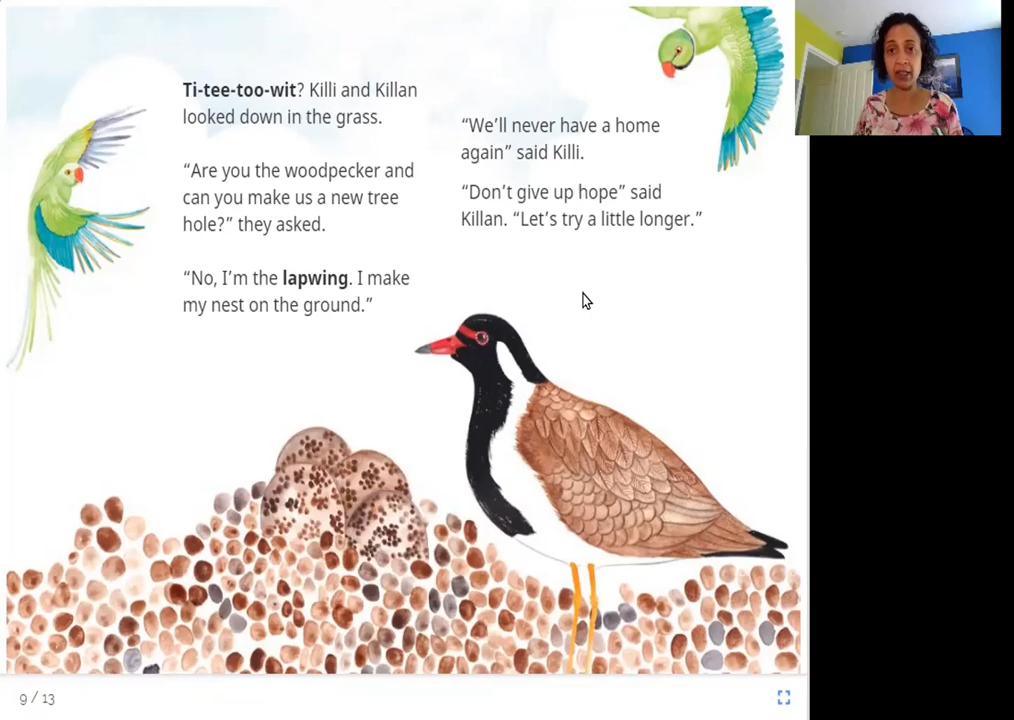 Ti-tee-too-wit? Killi and Killan
looked down in the grass.
“Are you the woodpecker and
can you make us a new tree
hole?” they asked.
“No, I’m the lapwing. I make
my nest on the ground.”
“We’ll never have a home
again” said Killi.
“Don’t give up hope” said
Killan. “Let’s try a little longer.”
9 / 13